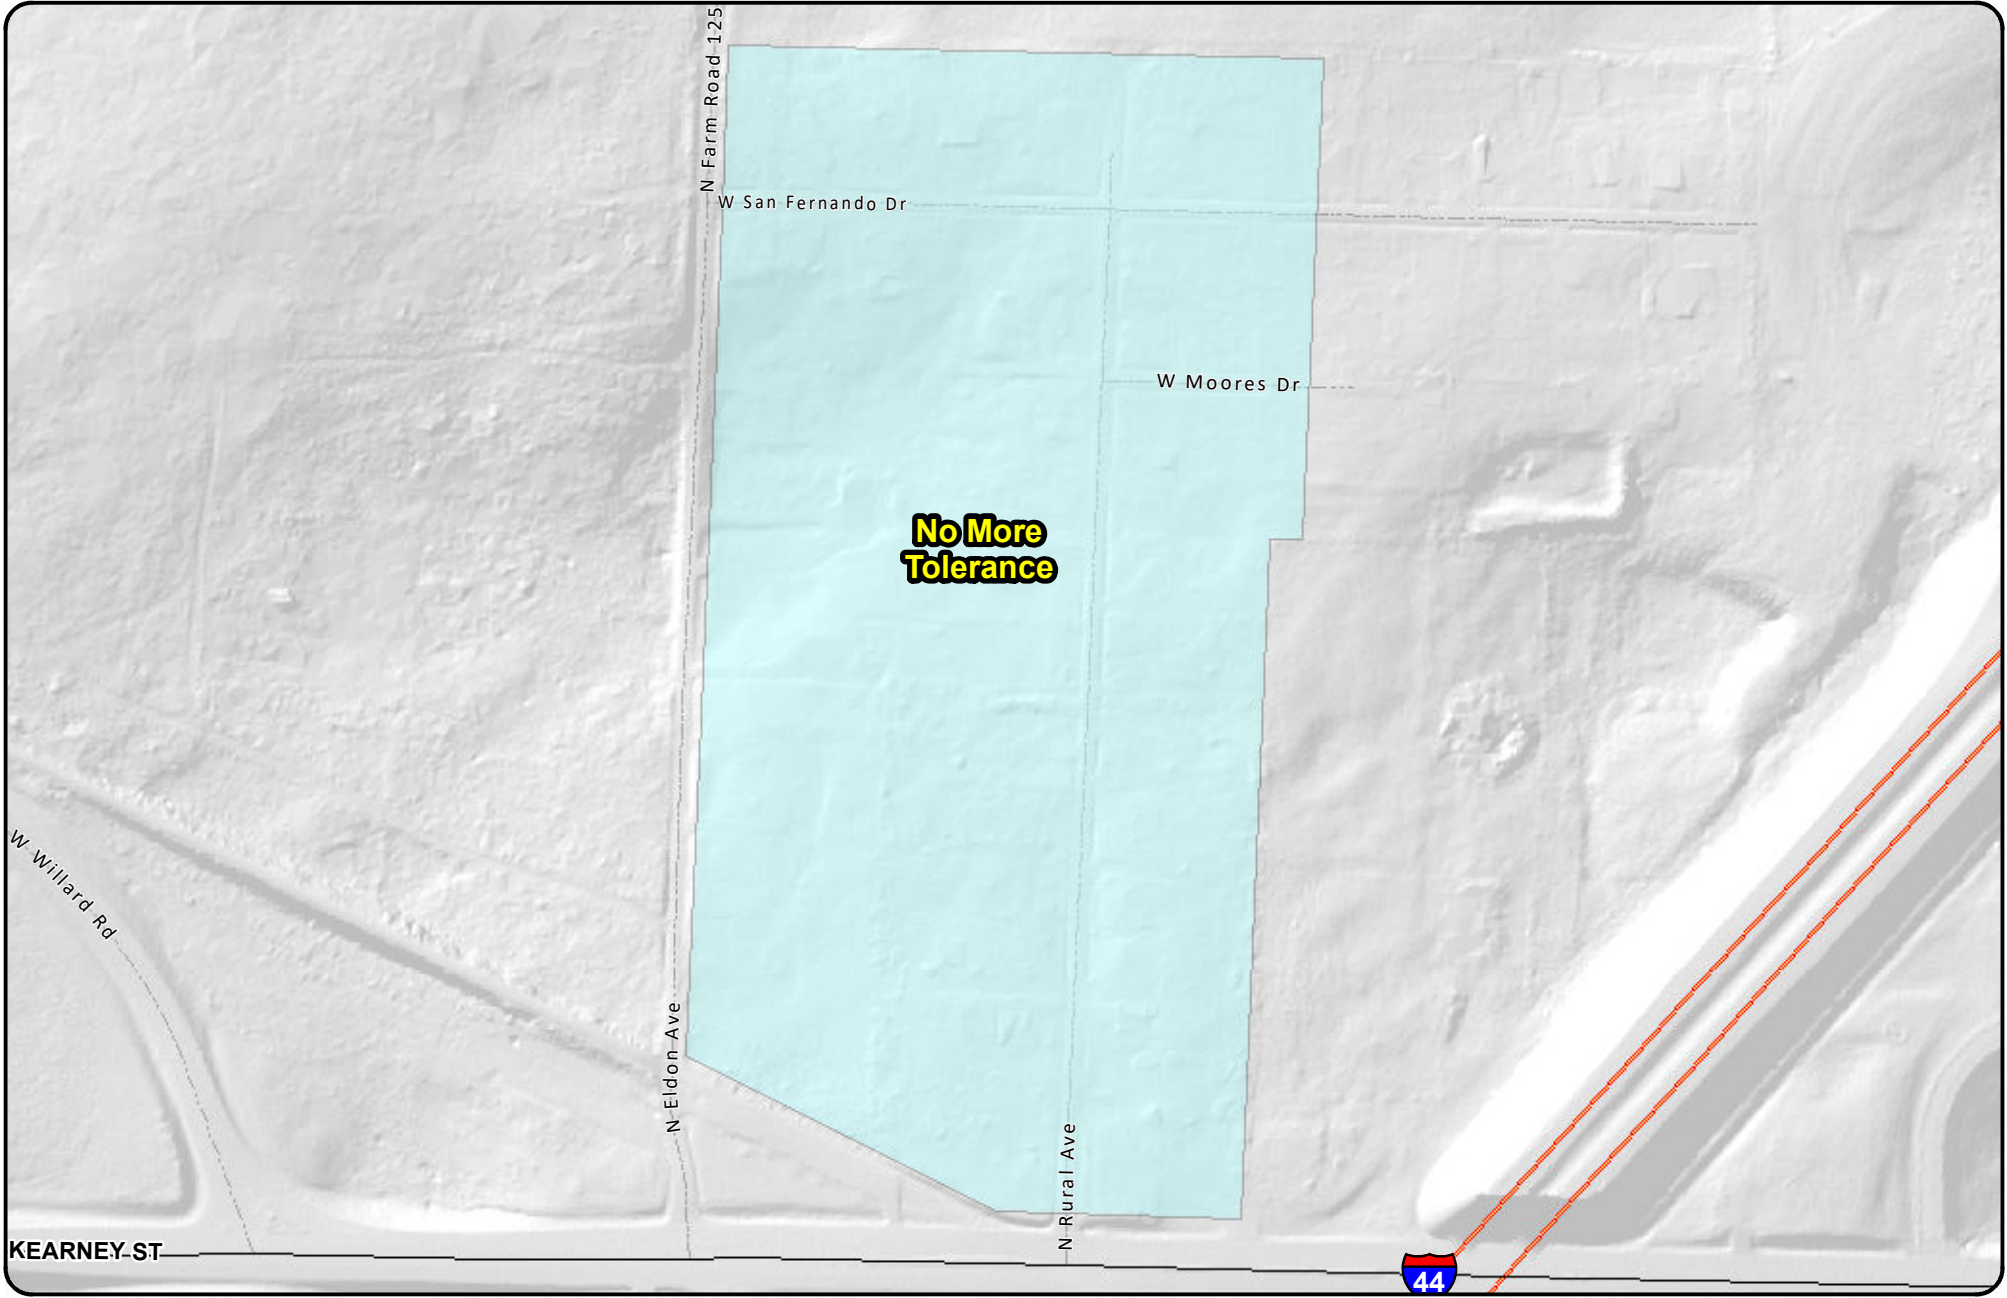 N Farm Road 125
W San Fernando Dr
W Moores Dr
No More
Tolerance
W Willard Rd
N Eldon Ave
N Rural Ave
KEARNEY ST
44